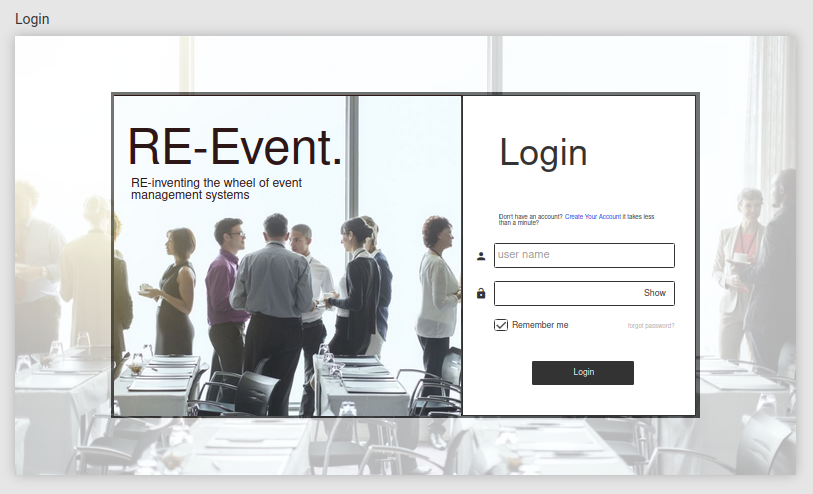 Login
RE-Event.
RE-inventing the wheel of event
management systems
Login
Don't have an account? Create Your Account it takes less
than a minute?
user name
Show
Remember me
forgot password?
Login